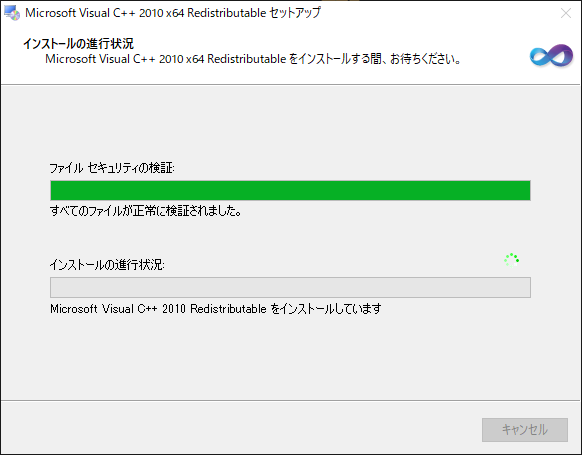 Microsoft Visual C++ 2010 x64 Redistributable セットアップ
インストールの進行状況
Microsoft Visual C++ 2010 x64 Redistributable をインストールする間、お待ちください。
ファイル セキュリティの検証:
すべてのファイルが正常に検証されました。
インストールの進行状況:
Microsoft Visual C++ 2010 Redistributable をインストールしています
キャンセル